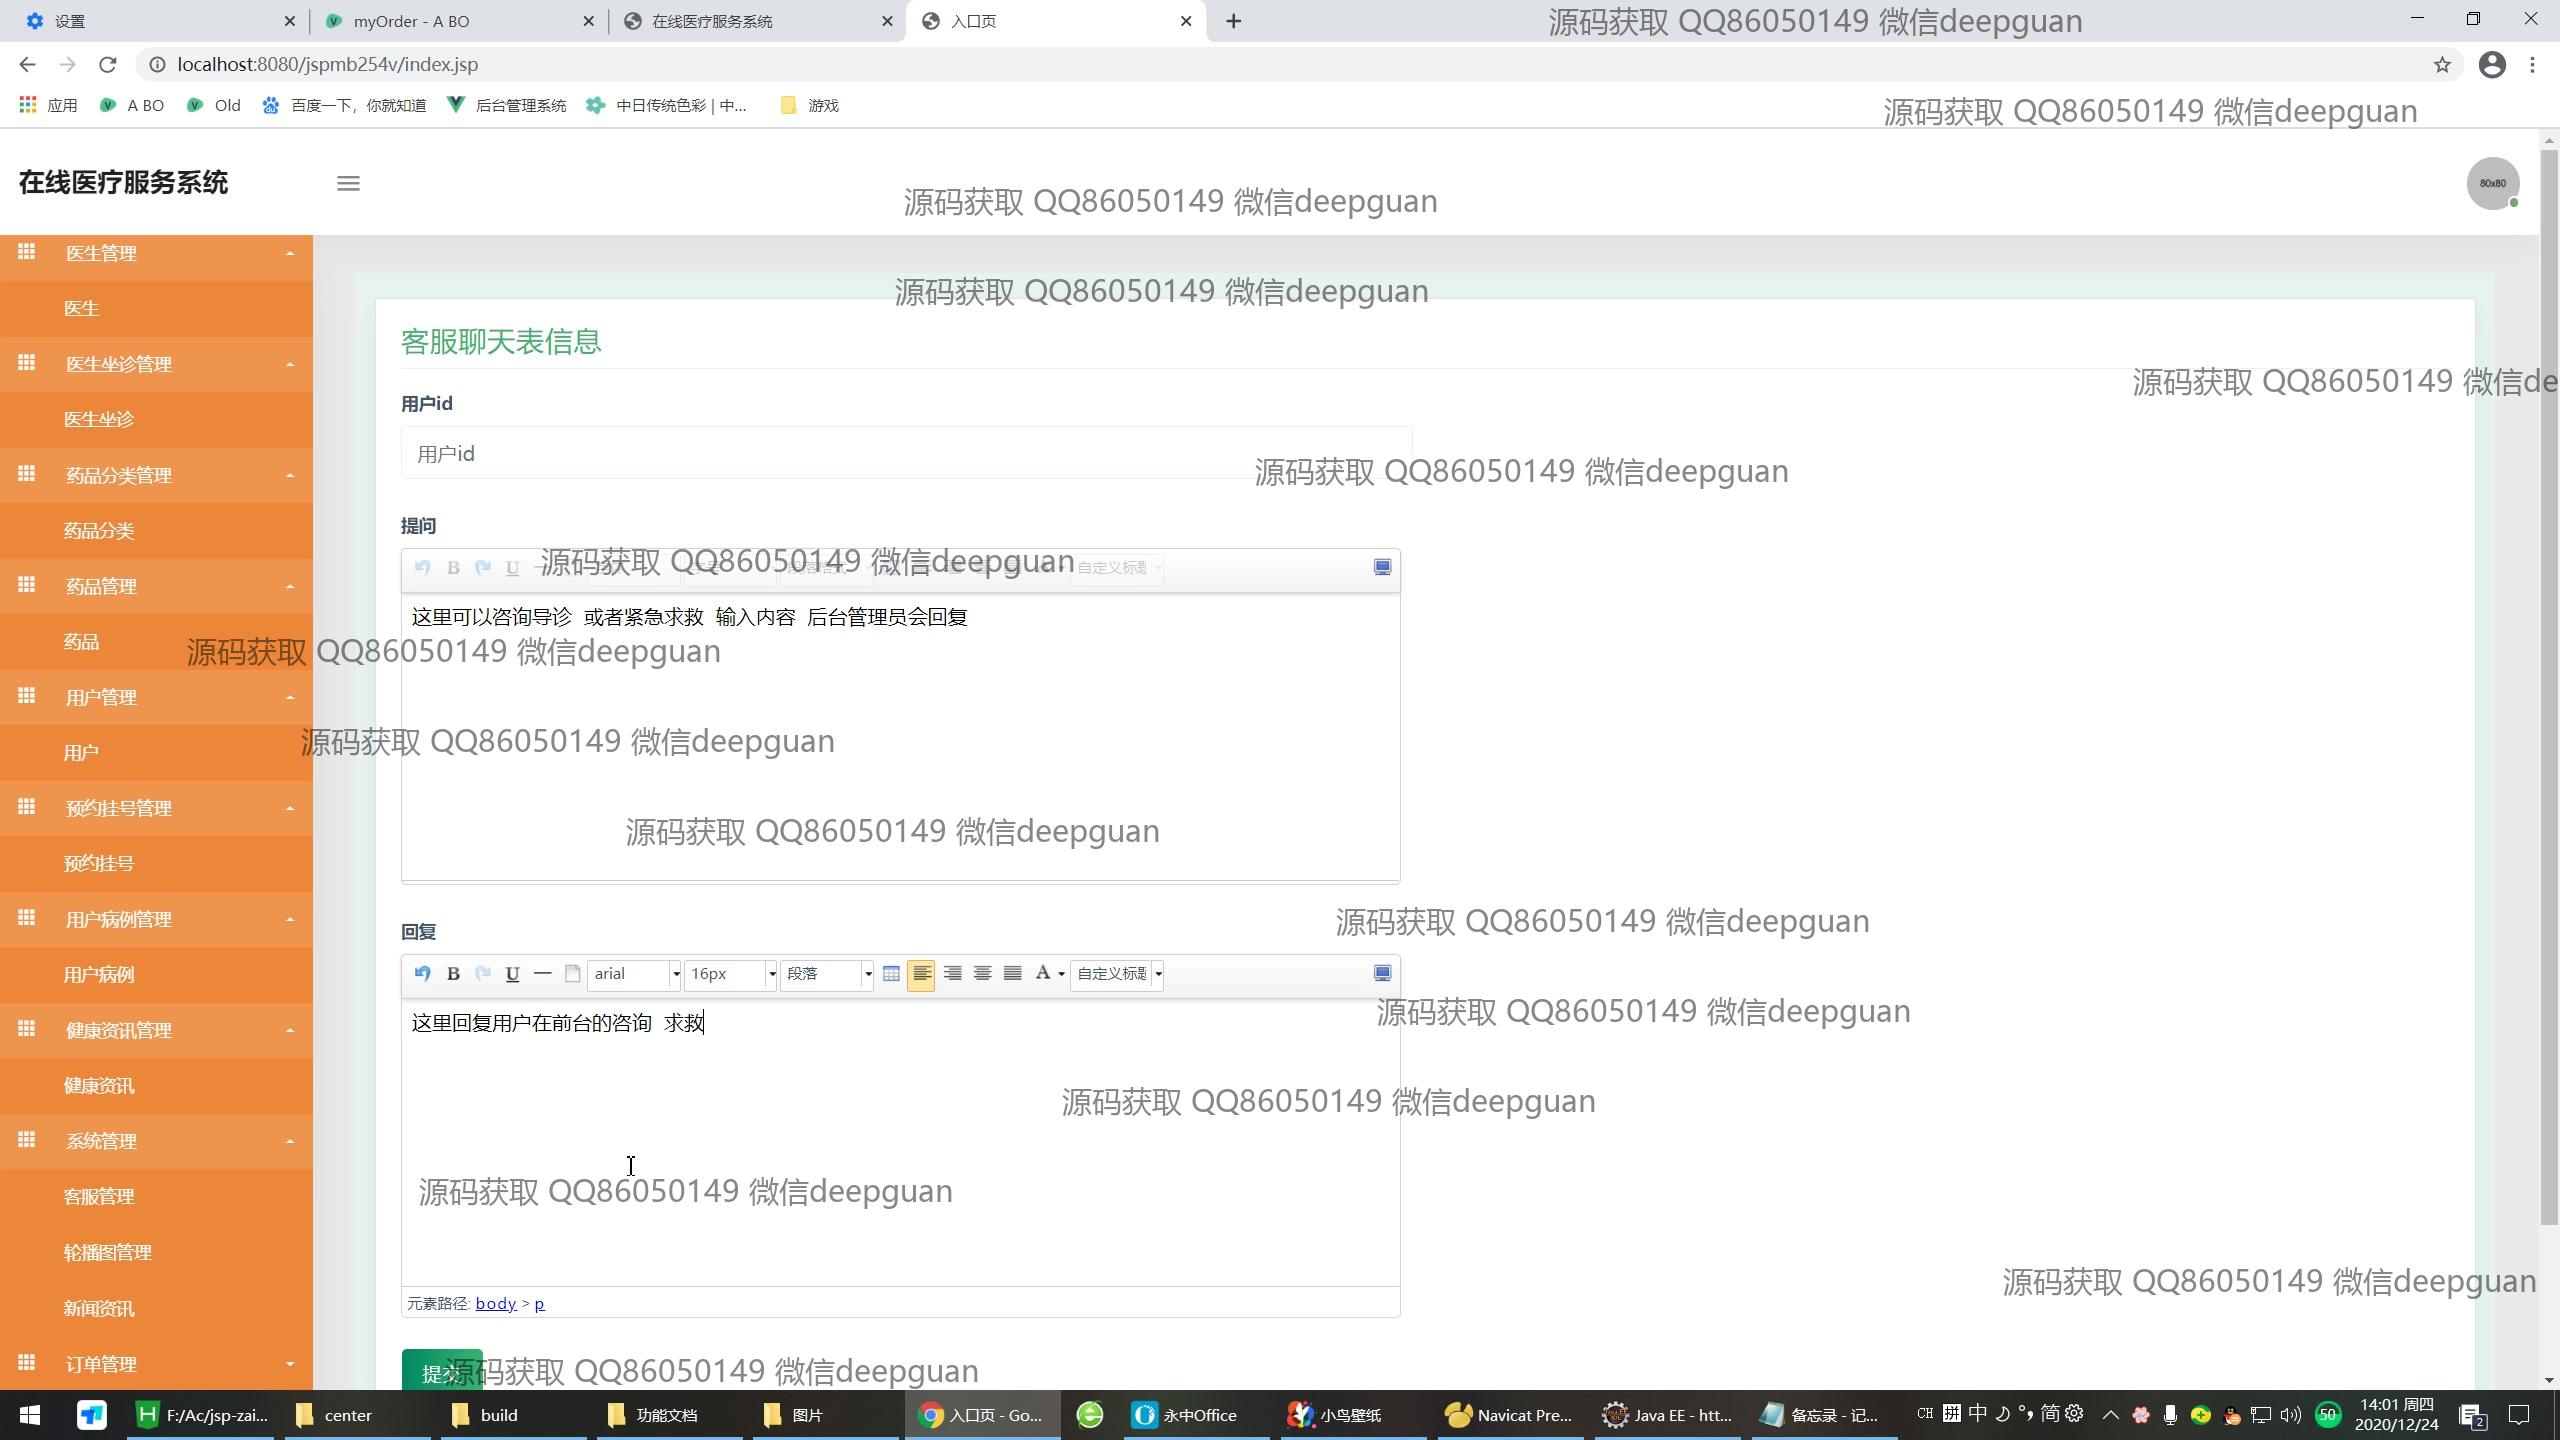 设置
myOrder - A BO
在线医疗服务系统
入口页
源码获取 QQ86050149 微信deepguan
localhost:8080/jspmb254v/index.jsp
应用
A BO
Old
百度一下，你就知道
后台管理系统
中日传统色彩 | 中...
游戏
源码获取 QQ86050149 微信deepguan
在线医疗服务系统
80x80
源码获取 QQ86050149 微信deepguan
医生管理
源码获取 QQ86050149 微信deepguan
医生
客服聊天表信息
医生坐诊管理
源码获取 QQ86050149 微信de
用户id
医生坐诊
用户id
药品分类管理
源码获取 QQ86050149 微信deepguan
提问
药品分类
源码获取 QQ86050149 微信deepguan
自定义标题
药品管理
这里可以咨询导诊 或者紧急求救 输入内容 后台管理员会回复
药品
源码获取 QQ86050149 微信deepguan
用户管理
用户
源码获取 QQ86050149 微信deepguan
预约挂号管理
源码获取 QQ86050149 微信deepguan
预约挂号
用户病例管理
源码获取 QQ86050149 微信deepguan
回复
用户病例
B U arial 16px 段落 A 自定义标题
健康资讯管理
这里回复用户在前台的咨询 求救
源码获取 QQ86050149 微信deepguan
健康资讯
源码获取 QQ86050149 微信deepguan
系统管理
客服管理
源码获取 QQ86050149 微信deepguan
轮播图管理
源码获取 QQ86050149 微信deepguan
新闻资讯
元素路径: body > p
订单管理
提交
源码获取 QQ86050149 微信deepguan
F:/Ac/jsp-zai...
center
build
功能文档
图片
入口页 - Go...
永中Office
小鸟壁纸
Navicat Pre...
Java EE - htt...
备忘录 - 记...
CH 拼 中 简
50
14:01 周四
2020/12/24
2